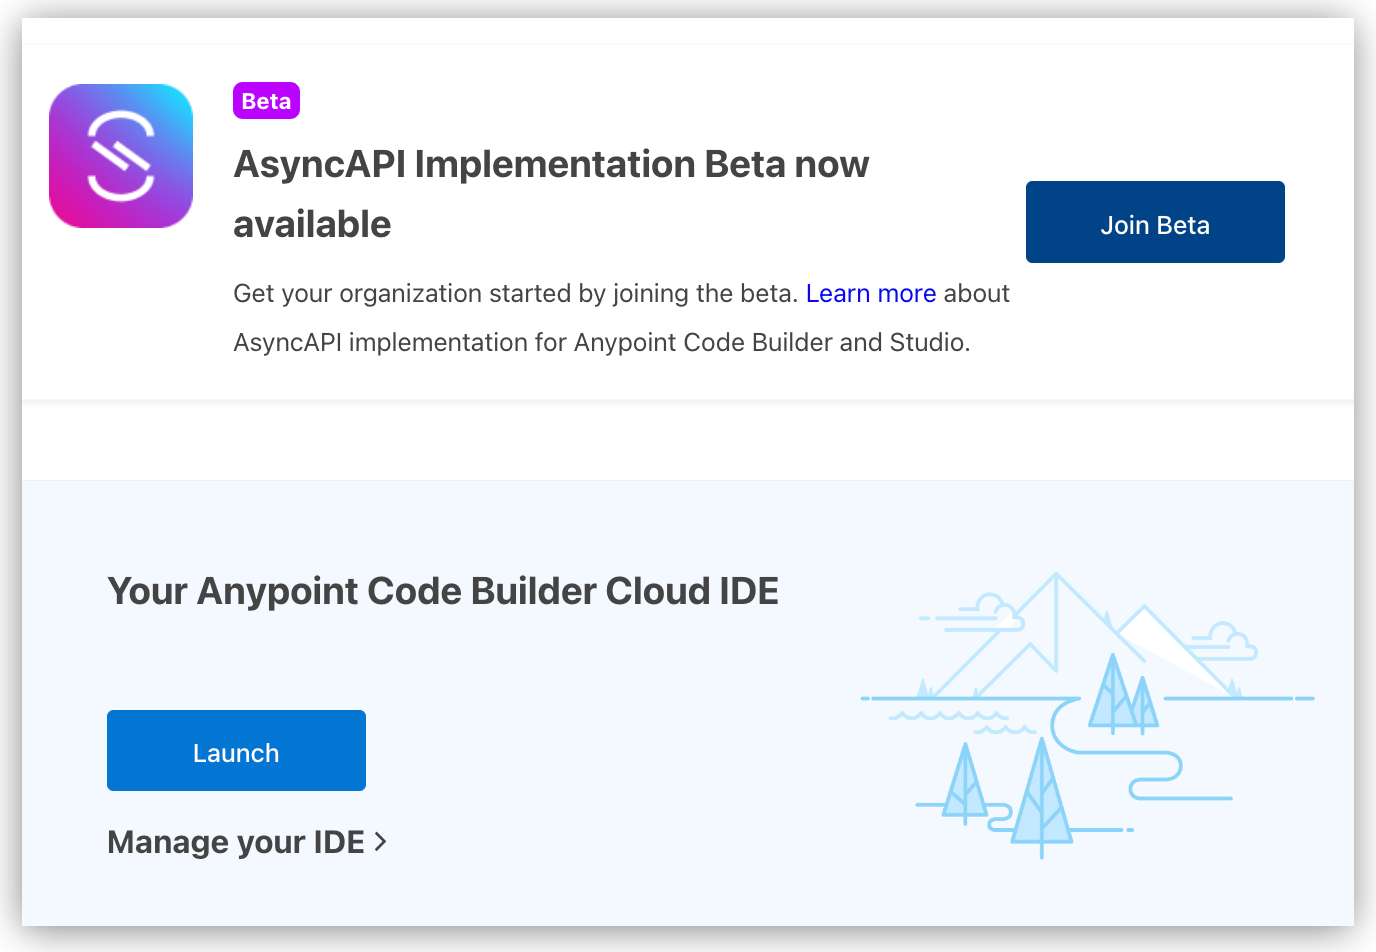 Beta
AsyncAPI Implementation Beta now
available
Join Beta
Get your organization started by joining the beta. Learn more about
AsyncAPI implementation for Anypoint Code Builder and Studio.
Your Anypoint Code Builder Cloud IDE
Launch
Manage your IDE >